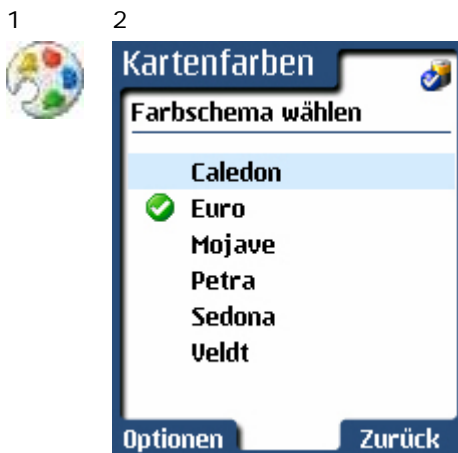 1 2
Kartenfarben
Farbschema wählen
Caledon
Euro
Mojave
Petra
Sedona
Veldt
Optionen Zurück